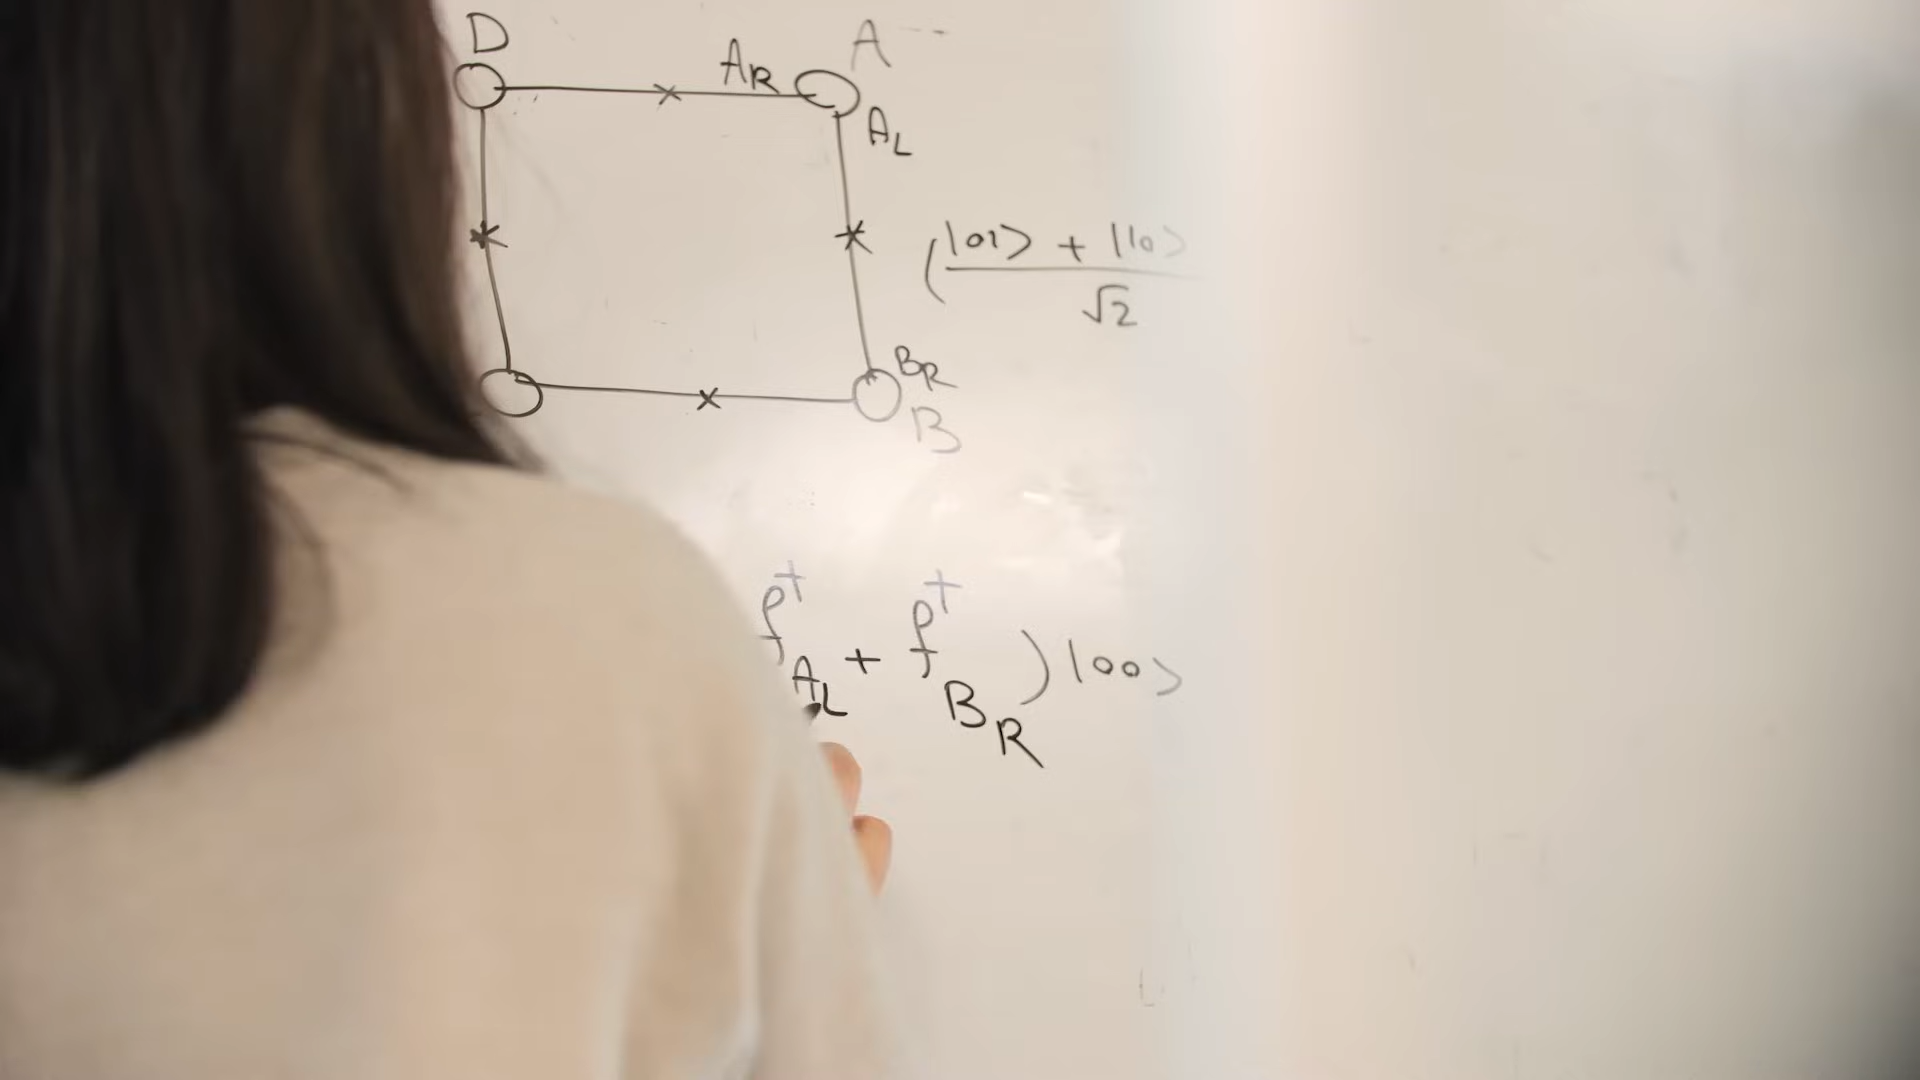 D
A
A_R
A_L
(|01⟩ + |10⟩
√2
B_R
B
f†_{A_L} + f†_{B_R} ) |00⟩